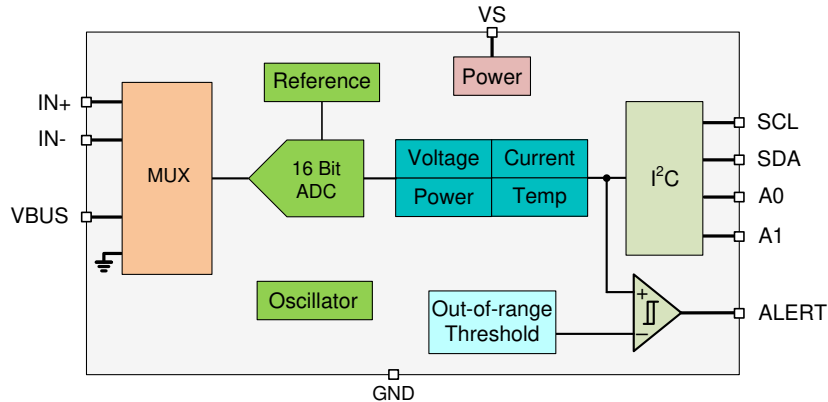 VS
Power
Reference
IN+
IN-
VBUS
MUX
16 Bit
ADC
Voltage
Current
Power
Temp
I²C
SCL
SDA
A0
A1
Oscillator
Out-of-range
Threshold
+
−
ALERT
GND